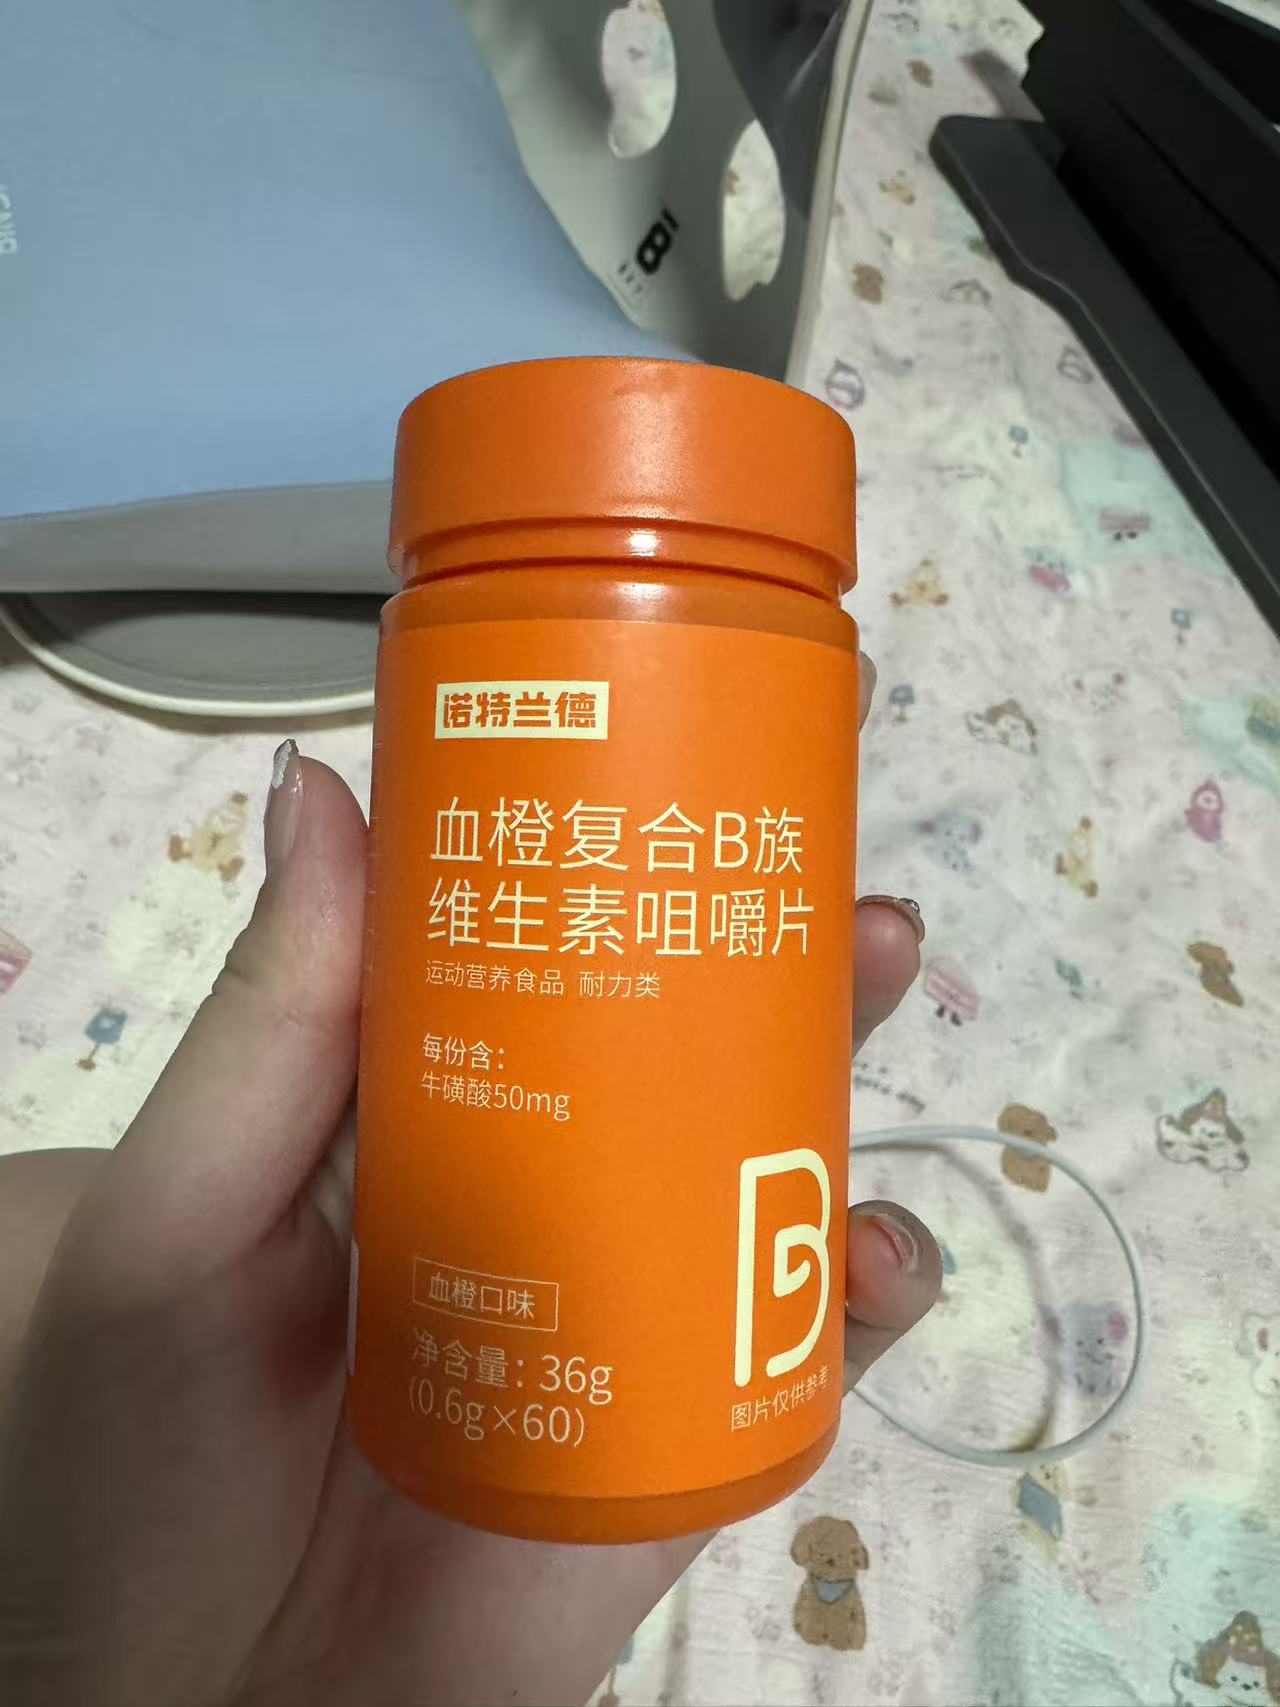 诺特兰德
血橙复合B族
维生素咀嚼片
运动营养食品 耐力类
每份含：
牛磺酸50mg
血橙口味
净含量：36g
(0.6g×60)
B
图片仅供参考